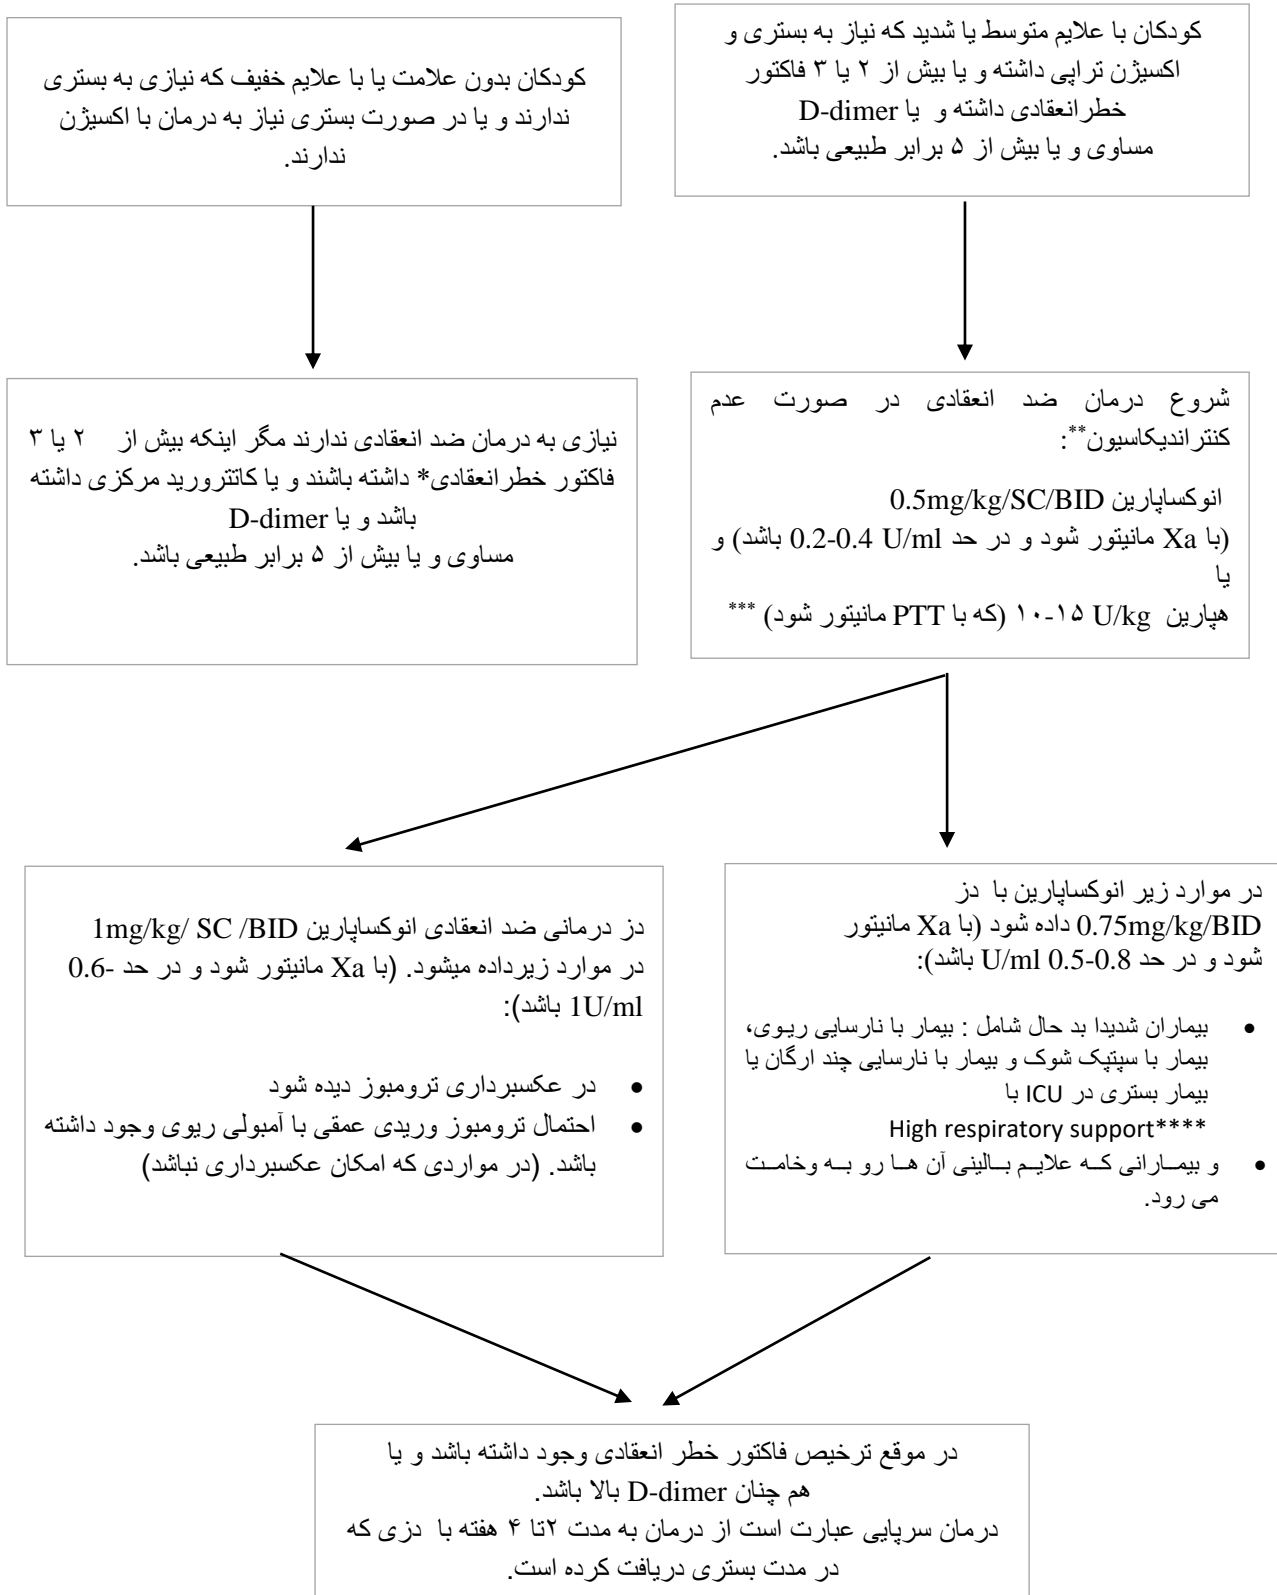 کودکان با علایم متوسط یا شدید که نیاز به بستری و
اکسیژن تراپی داشته و یا بیش از ۲ یا ۳ فاکتور
خطرانعقادی داشته و یا D-dimer
مساوی و یا بیش از ۵ برابر طبیعی باشد.
کودکان بدون علامت یا با علایم خفیف که نیازی به بستری
ندارند و یا در صورت بستری نیاز به درمان با اکسیژن
ندارند.
شروع درمان ضد انعقادی در صورت عدم
کنتراندیکاسیون**:
انوکساپارین 0.5mg/kg/SC/BID
(با Xa مانیتور شود و در حد 0.2-0.4 U/ml باشد) و
یا
هپارین ۱۰-۱۵ U/kg (که با PTT مانیتور شود) ***
نیازی به درمان ضد انعقادی ندارند مگر اینکه بیش از ۲ یا ۳
فاکتور خطرانعقادی* داشته باشند و یا کاتترورید مرکزی داشته
باشد و یا D-dimer
مساوی و یا بیش از ۵ برابر طبیعی باشد.
در موارد زیر انوکساپارین با دز
0.75mg/kg/BID داده شود (با Xa مانیتور
شود و در حد 0.5-0.8 U/ml باشد):
• بیماران شدیدا بد حال شامل : بیمار با نارسایی ریوی،
بیمار با سپتپک شوک و بیمار با نارسایی چند ارگان یا
بیمار بستری در ICU با
High respiratory support****
• و بیمارانی که علایم بالینی آن ها رو به وخامت
می رود.
دز درمانی ضد انعقادی انوکساپارین 1mg/kg/ SC /BID
در موارد زیرداده میشود. (با Xa مانیتور شود و در حد 0.6-
1U/ml باشد):
• در عکسبرداری ترومبوز دیده شود
• احتمال ترومبوز وریدی عمقی با آمبولی ریوی وجود داشته
باشد. (در مواردی که امکان عکسبرداری نباشد)
در موقع ترخیص فاکتور خطر انعقادی وجود داشته باشد و یا
هم چنان D-dimer بالا باشد.
درمان سرپایی عبارت است از درمان به مدت ۲تا ۴ هفته با دزی که
در مدت بستری دریافت کرده است.